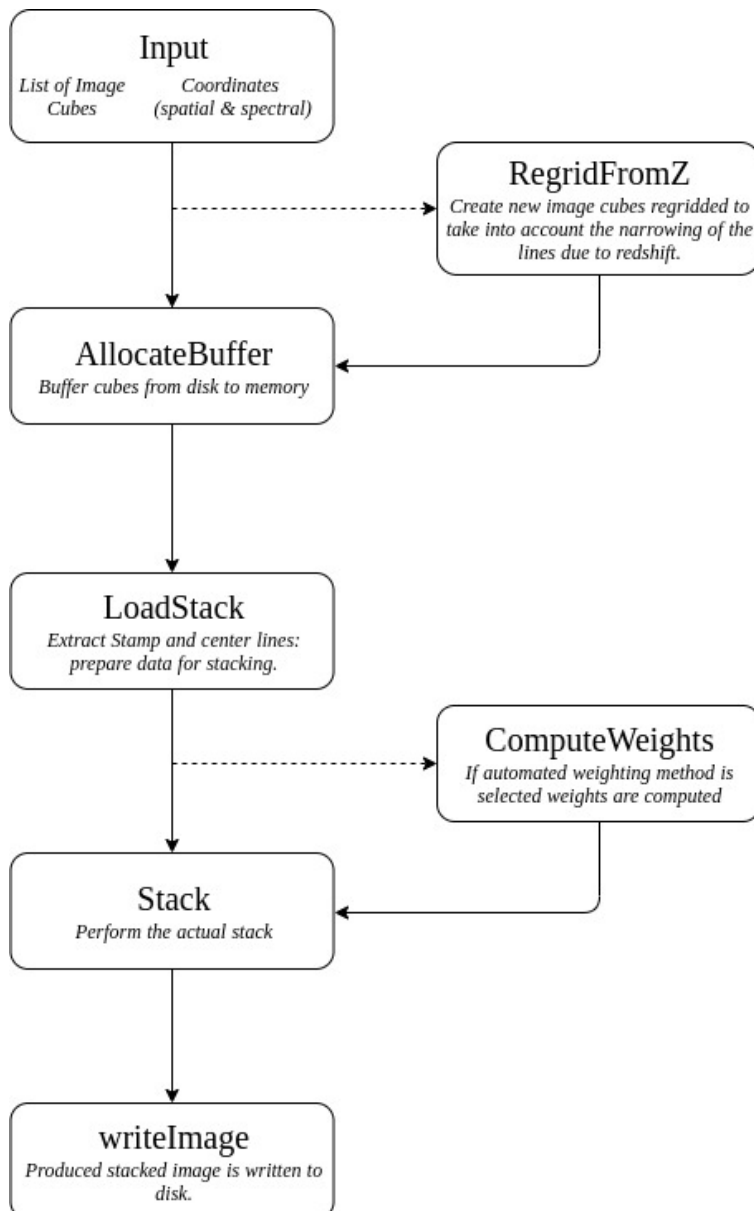 Input
List of Image Cubes
Coordinates (spatial & spectral)
RegridFromZ
Create new image cubes regridded to
take into account the narrowing of the
lines due to redshift.
AllocateBuffer
Buffer cubes from disk to memory
LoadStack
Extract Stamp and center lines:
prepare data for stacking.
ComputeWeights
If automated weighting method is
selected weights are computed
Stack
Perform the actual stack
writeImage
Produced stacked image is written to
disk.